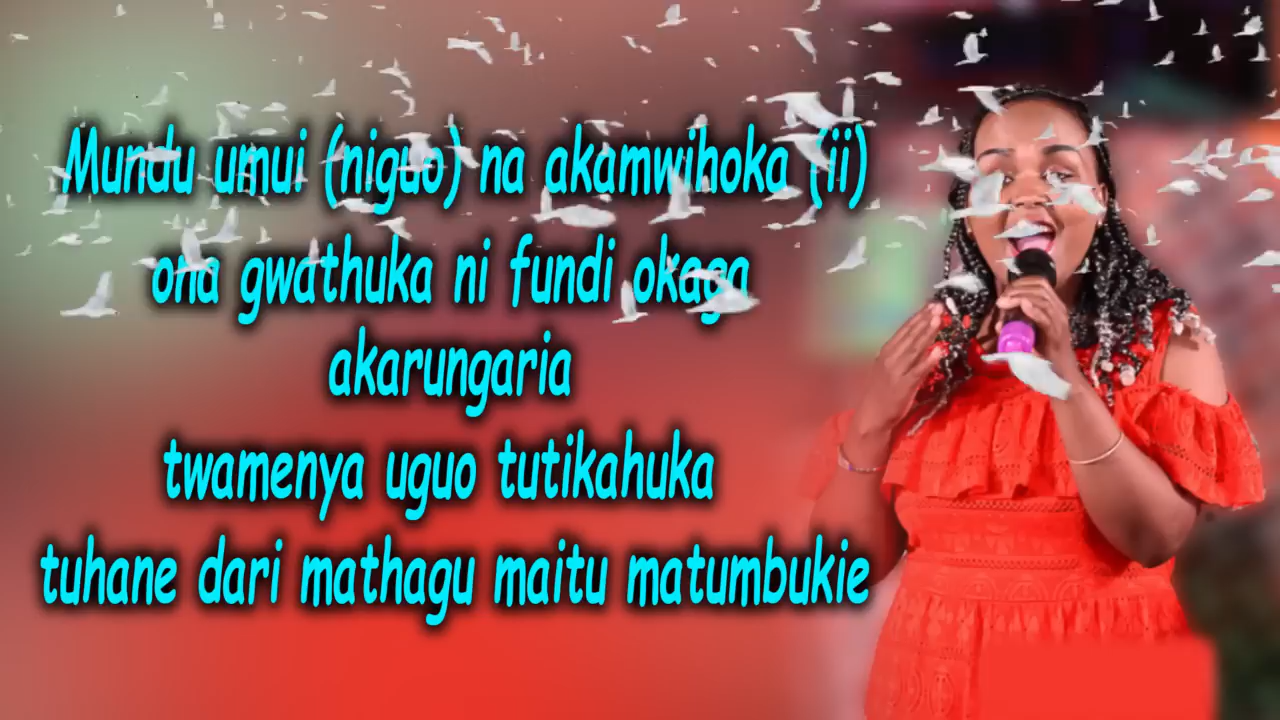 Mundu umui (niguo) na akamwihoka (ii)
ona gwathuka ni fundi okaga
akarungaria
twamenya uguo tutikahuka
tuhane dari mathagu maitu matumbukie